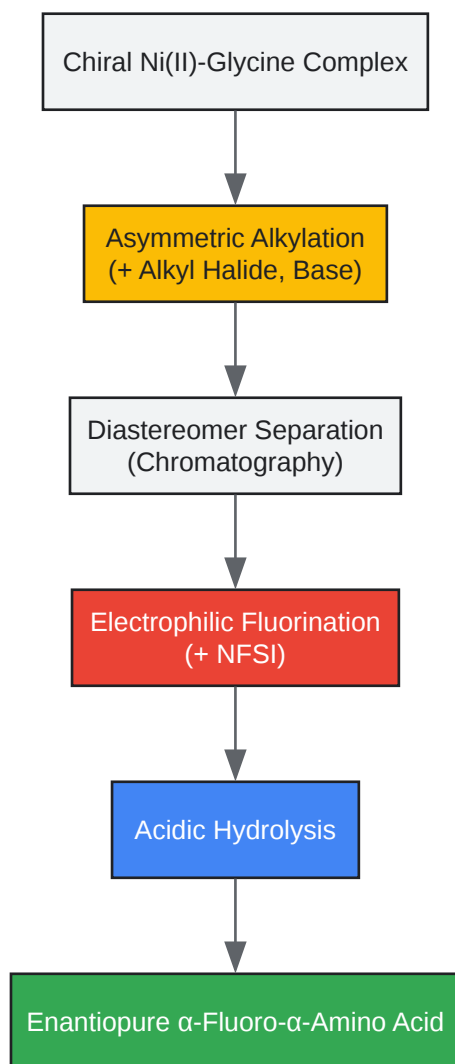 Chiral Ni(II)-Glycine Complex
Asymmetric Alkylation
(+ Alkyl Halide, Base)
Diastereomer Separation
(Chromatography)
Electrophilic Fluorination
(+ NFSI)
Acidic Hydrolysis
Enantiopure α-Fluoro-α-Amino Acid